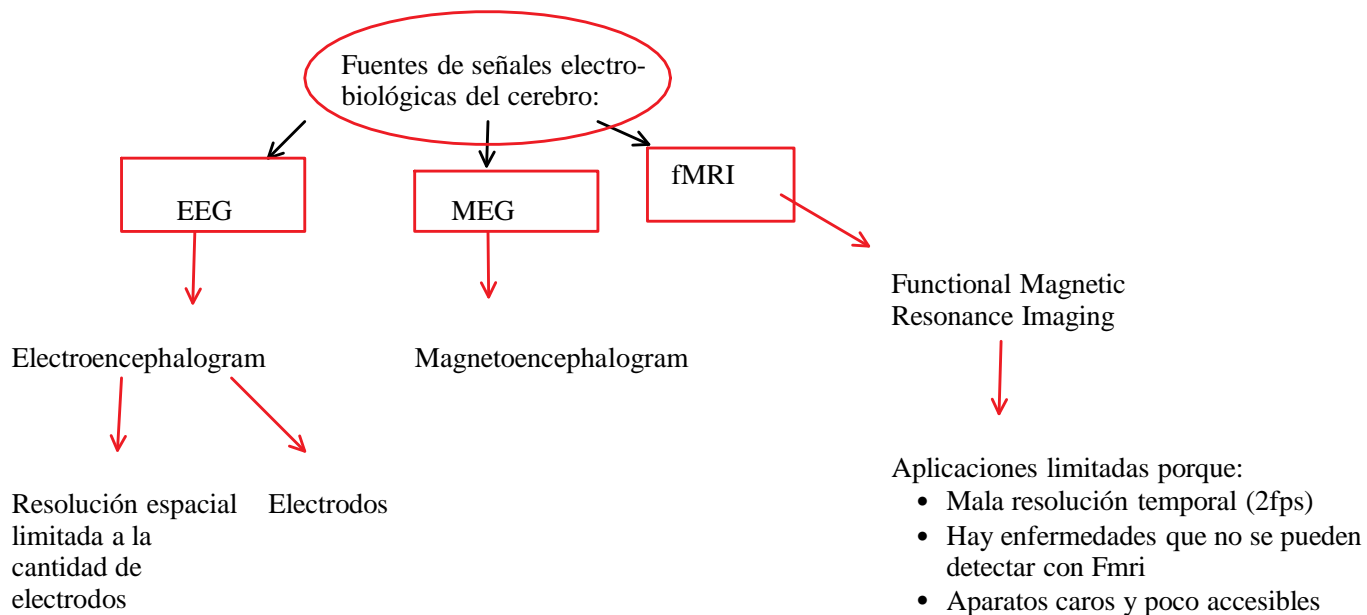 Fuentes de señales electro-
biológicas del cerebro:
EEG
MEG
fMRI
Functional Magnetic
Resonance Imaging
Electroencephalogram
Magnetoencephalogram
Resolución espacial
limitada a la
cantidad de
electrodos
Electrodos
Aplicaciones limitadas porque:
• Mala resolución temporal (2fps)
• Hay enfermedades que no se pueden
detectar con Fmri
• Aparatos caros y poco accesibles